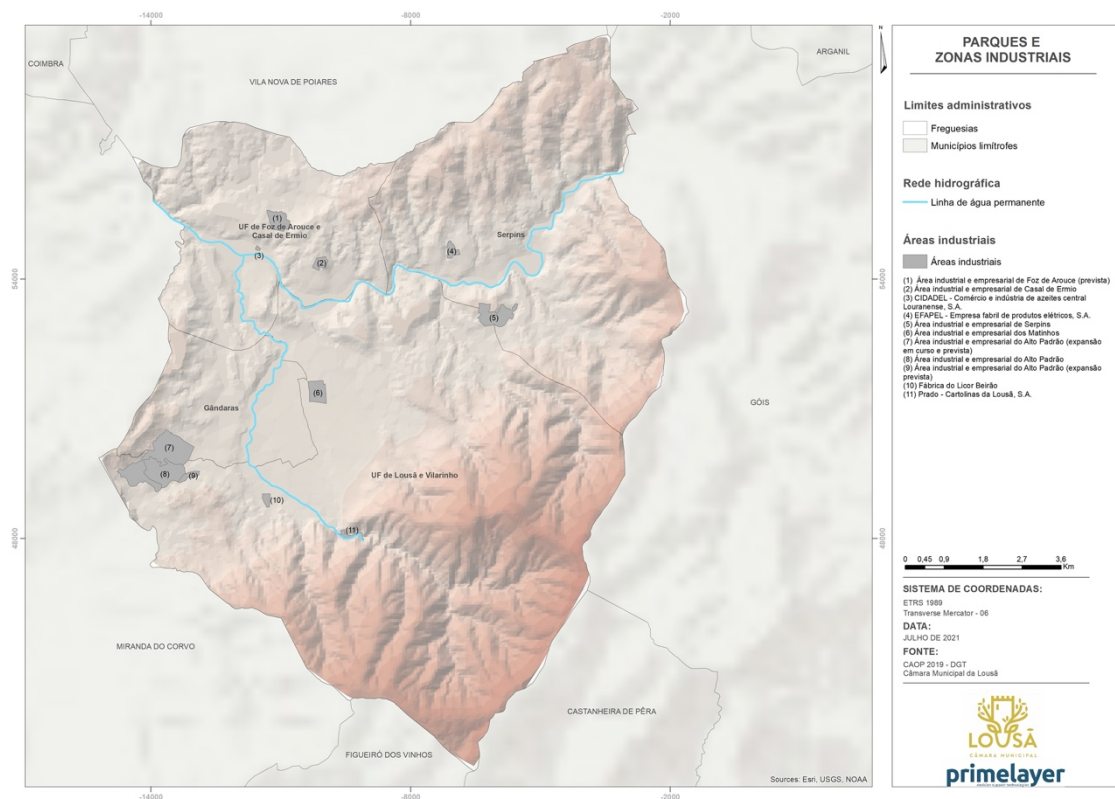 -14000
-8000
-2000
COIMBRA
VILA NOVA DE POIARES
ARGANIL
N
(1)
UF de Foz de Arouce e
Casal de Ermio
Serpins
(3)
(2)
(4)
54000
54000
(5)
(6)
GÓIS
Gândaras
(7)
(8)
(9)
UF de Lousã e Vilarinho
(10)
(11)
48000
48000
MIRANDA DO CORVO
CASTANHEIRA DE PÊRA
FIGUEIRÓ DOS VINHOS
Sources: Esri, USGS, NOAA
-14000
-8000
-2000
PARQUES E
ZONAS INDUSTRIAIS
Limites administrativos
Freguesias
Municípios limítrofes
Rede hidrográfica
Linha de água permanente
Áreas industriais
Áreas industriais
(1) Área industrial e empresarial de Foz de Arouce (prevista)
(2) Área industrial e empresarial de Casal de Ermio
(3) CIDADEL - Comércio e indústria de azeites central
Louranense, S.A.
(4) EFAPEL - Empresa fabril de produtos elétricos, S.A.
(5) Área industrial e empresarial de Serpins
(6) Área industrial e empresarial dos Matinhos
(7) Área industrial e empresarial do Alto Padrão (expansão
em curso e prevista)
(8) Área industrial e empresarial do Alto Padrão
(9) Área industrial e empresarial do Alto Padrão (expansão
prevista)
(10) Fábrica do Licor Beirão
(11) Prado - Cartolinas da Lousã, S.A.
0 0,45 0,9 1,8 2,7 3,6
Km
SISTEMA DE COORDENADAS:
ETRS 1989
Transverse Mercator - 06
DATA:
JULHO DE 2021
FONTE:
CAOP 2019 - DGT
Câmara Municipal da Lousã
LOUSÃ
CÂMARA MUNICIPAL
primelayer